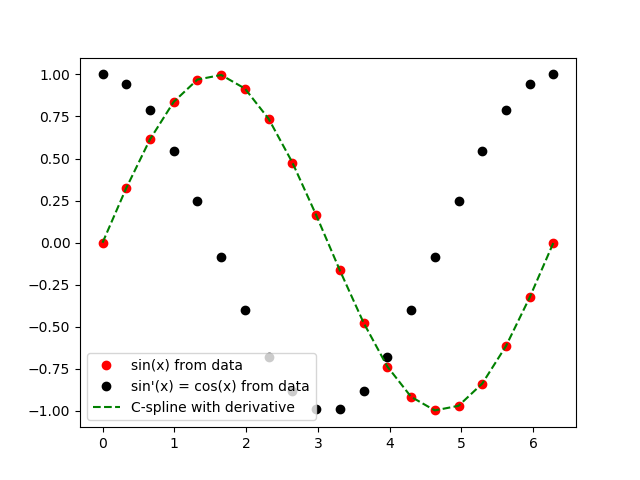 1.00
0.75
0.50
0.25
0.00
−0.25
−0.50
−0.75
−1.00
sin(x) from data
sin'(x) = cos(x) from data
C-spline with derivative
0 1 2 3 4 5 6